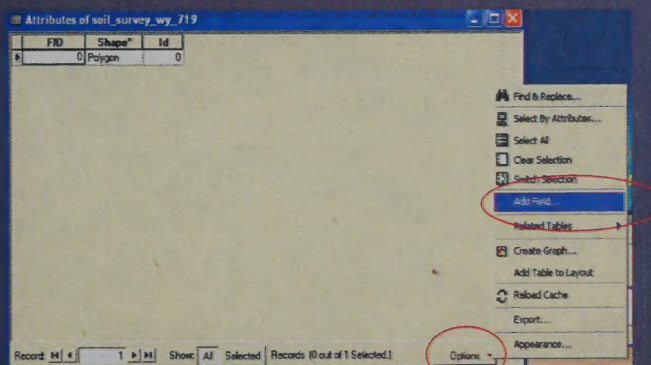 Attributes of soil_survey_wy_719
FID Shape* Id
0 Polygon 0
Find & Replace...
Select By Attributes...
Select All
Clear Selection
Switch Selection
Add Field...
Related Tables
Create Graph...
Add Table to Layout
Reload Cache
Export...
Appearance...
Record: 1 Show: All Selected Records (0 out of 1 Selected.) Options